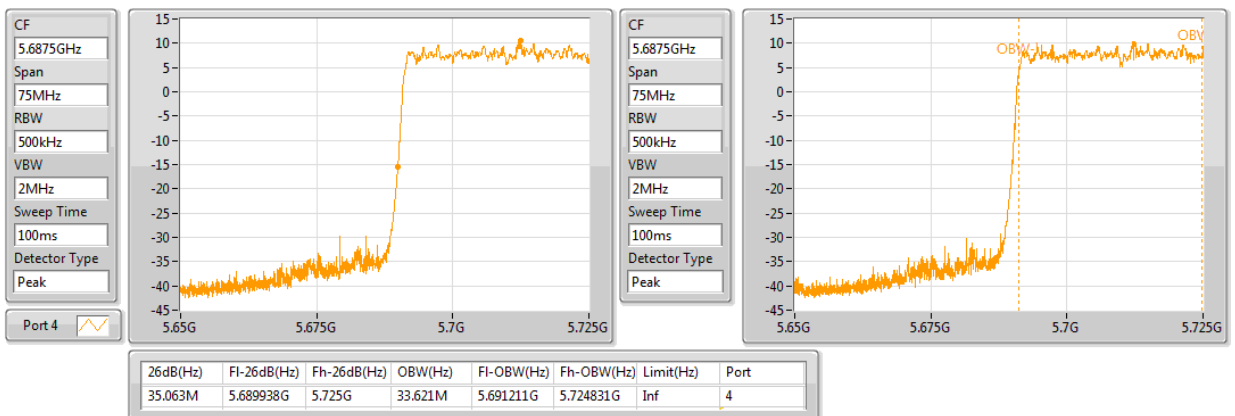 CF
5.6875GHz
Span
75MHz
RBW
500kHz
VBW
2MHz
Sweep Time
100ms
Detector Type
Peak
Port 4
15
10
5
0
-5
-10
-15
-20
-25
-30
-35
-40
-45
5.65G 5.675G 5.7G 5.725G
CF
5.6875GHz
Span
75MHz
RBW
500kHz
VBW
2MHz
Sweep Time
100ms
Detector Type
Peak
15
10
5
0
-5
-10
-15
-20
-25
-30
-35
-40
-45
OBW-
OBW
5.65G 5.675G 5.7G 5.725G
26dB(Hz) Fl-26dB(Hz) Fh-26dB(Hz) OBW(Hz) Fl-OBW(Hz) Fh-OBW(Hz) Limit(Hz) Port
35.063M 5.689938G 5.725G 33.621M 5.691211G 5.724831G Inf 4